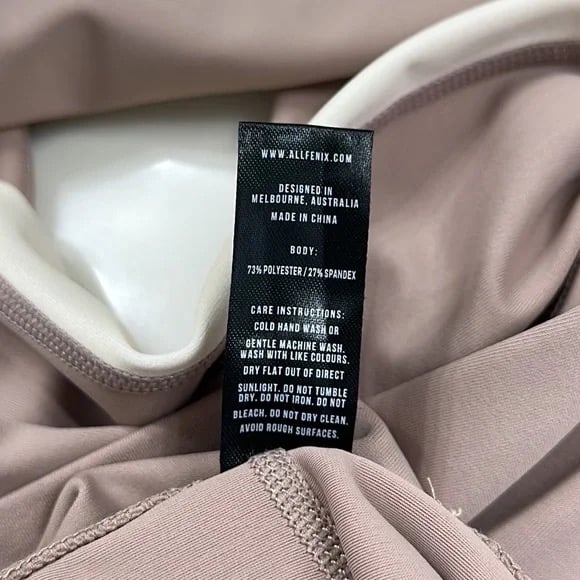 WWW.ALLFENIX.COM
DESIGNED IN
MELBOURNE, AUSTRALIA
MADE IN CHINA
BODY:
73% POLYESTER / 27% SPANDEX
CARE INSTRUCTIONS:
COLD HAND WASH OR
GENTLE MACHINE WASH.
WASH WITH LIKE COLOURS.
DRY FLAT OUT OF DIRECT
SUNLIGHT. DO NOT TUMBLE
DRY. DO NOT IRON. DO NOT
BLEACH. DO NOT DRY CLEAN.
AVOID ROUGH SURFACES.